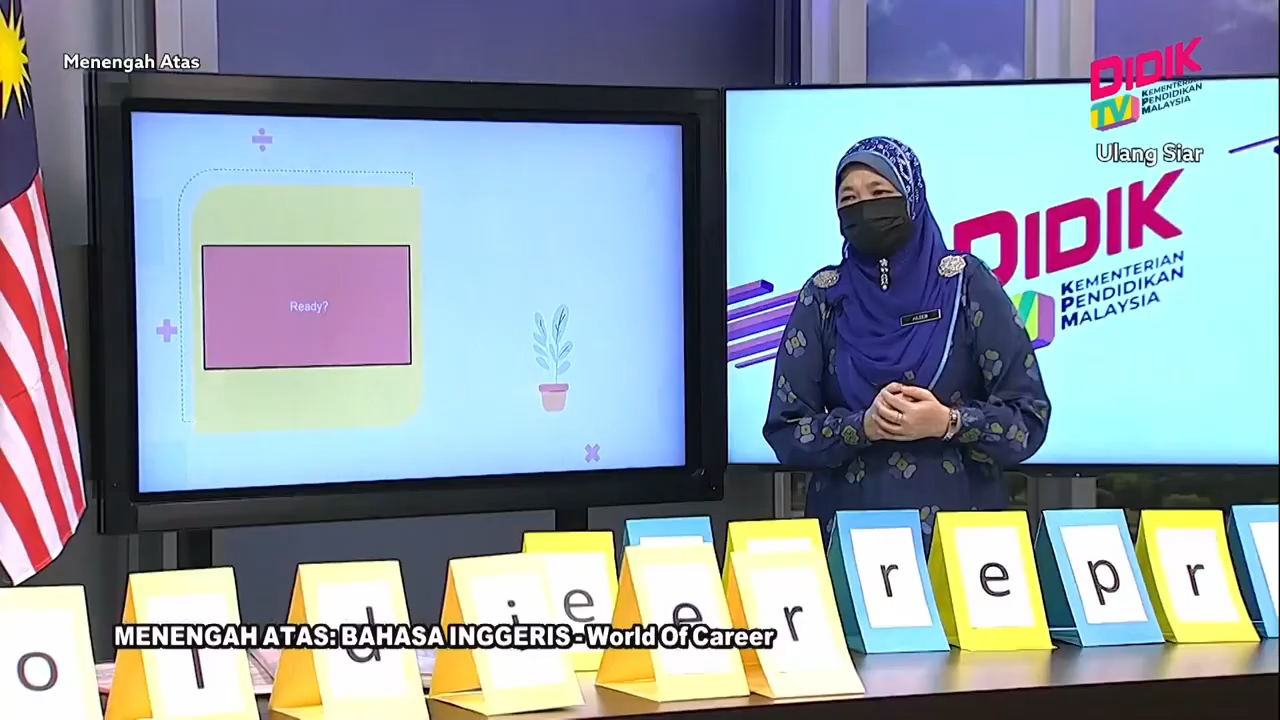 Menengah Atas
DIDIK
TV
KEMENTERIAN
PENDIDIKAN
MALAYSIA
Ulang Siar
DIDIK
KEMENTERIAN
PENDIDIKAN
MALAYSIA
Ready?
r e p r
e e r
o l d i
MENENGAH ATAS: BAHASA INGGERIS - World Of Career